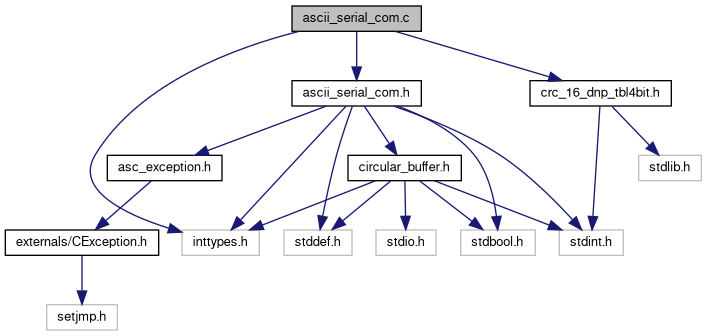 ascii_serial_com.c
ascii_serial_com.h
crc_16_dnp_tbl4bit.h
asc_exception.h
circular_buffer.h
stdlib.h
externals/CException.h
inttypes.h
stddef.h
stdio.h
stdbool.h
stdint.h
setjmp.h